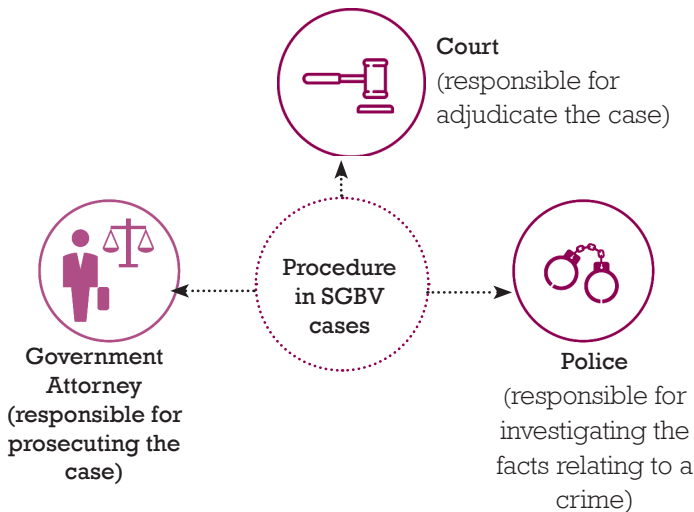 Court
(responsible for
adjudicate the case)
Procedure
in SGBV
cases
Government
Attorney
(responsible for
prosecuting the
case)
Police
(responsible for
investigating the
facts relating to a
crime)